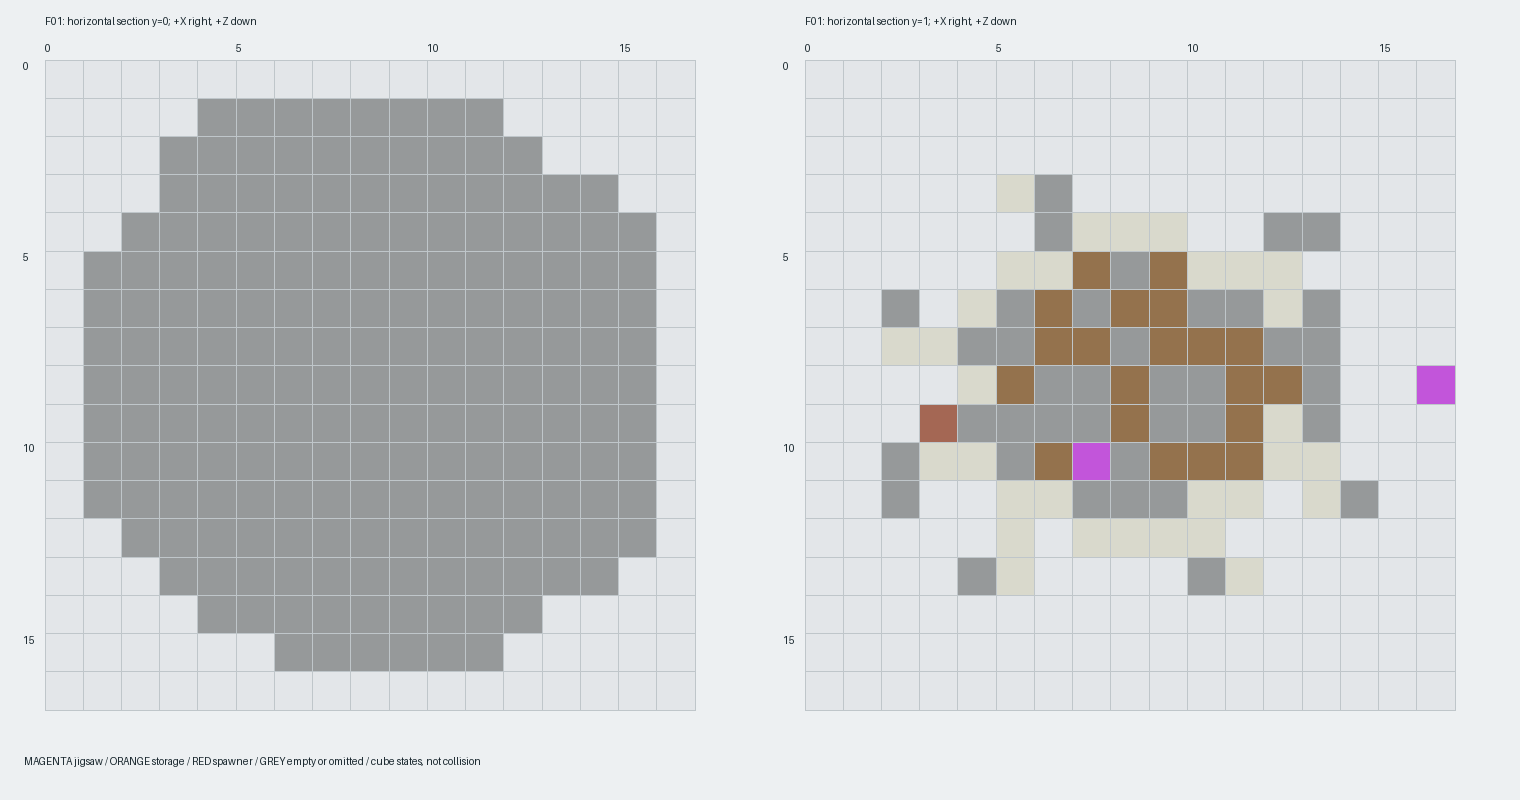 F01: horizontal section y=0; +X right, +Z down
F01: horizontal section y=1; +X right, +Z down
0 5 10 15
0 5 10 15
0
0
5
5
10
10
15
15
MAGENTA jigsaw / ORANGE storage / RED spawner / GREY empty or omitted / cube states, not collision